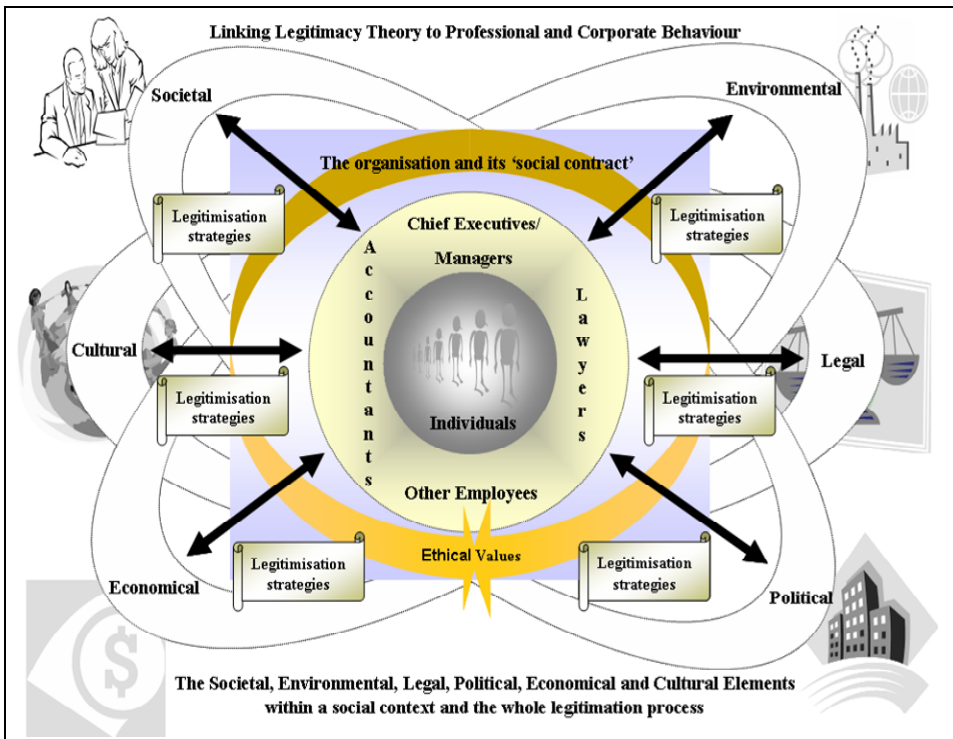 Linking Legitimacy Theory to Professional and Corporate Behaviour
Societal
Environmental
The organisation and its ‘social contract’
Legitimisation
strategies
Legitimisation
strategies
Chief Executives/
Managers
Accountants
Lawyers
Cultural
Legal
Legitimisation
strategies
Legitimisation
strategies
Individuals
Other Employees
Ethical Values
Legitimisation
strategies
Legitimisation
strategies
Economical
Political
$
The Societal, Environmental, Legal, Political, Economical and Cultural Elements
within a social context and the whole legitimation process